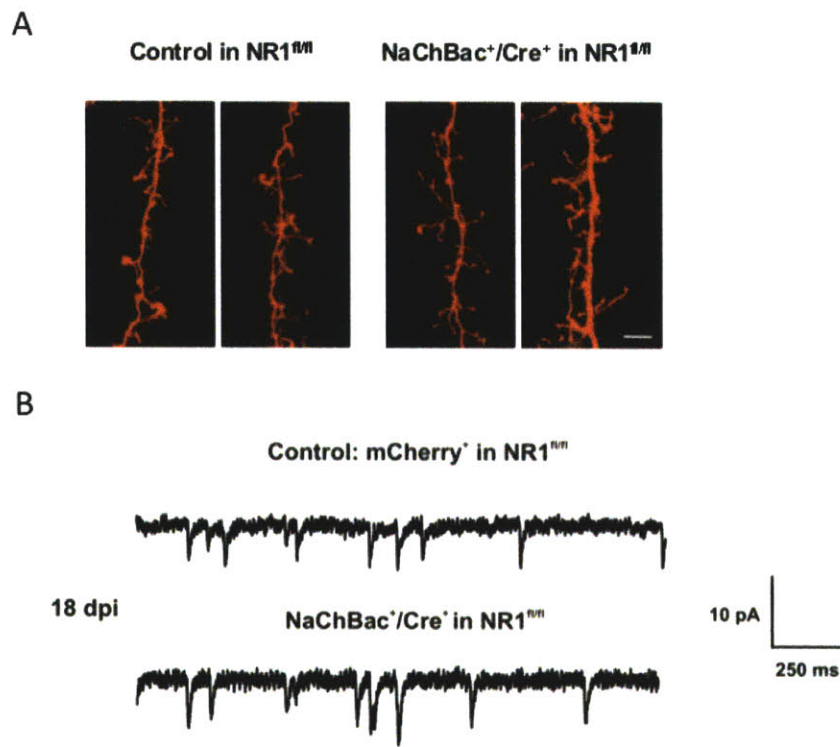 A
Control in NR1fl/fl NaChBac+/Cre+ in NR1fl/fl
B
Control: mCherry+ in NR1fl/fl
18 dpi
NaChBac+/Cre+ in NR1fl/fl
10 pA
250 ms